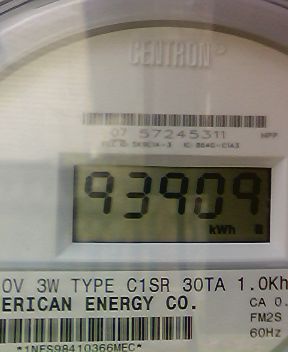 CENTRON
07 57245311
93909
kWh
0V 3W TYPE C1SR 30TA 1.0Kh
ERICAN ENERGY CO.
CA 0.
FM2S
60Hz
*1NFS98410366MEC*